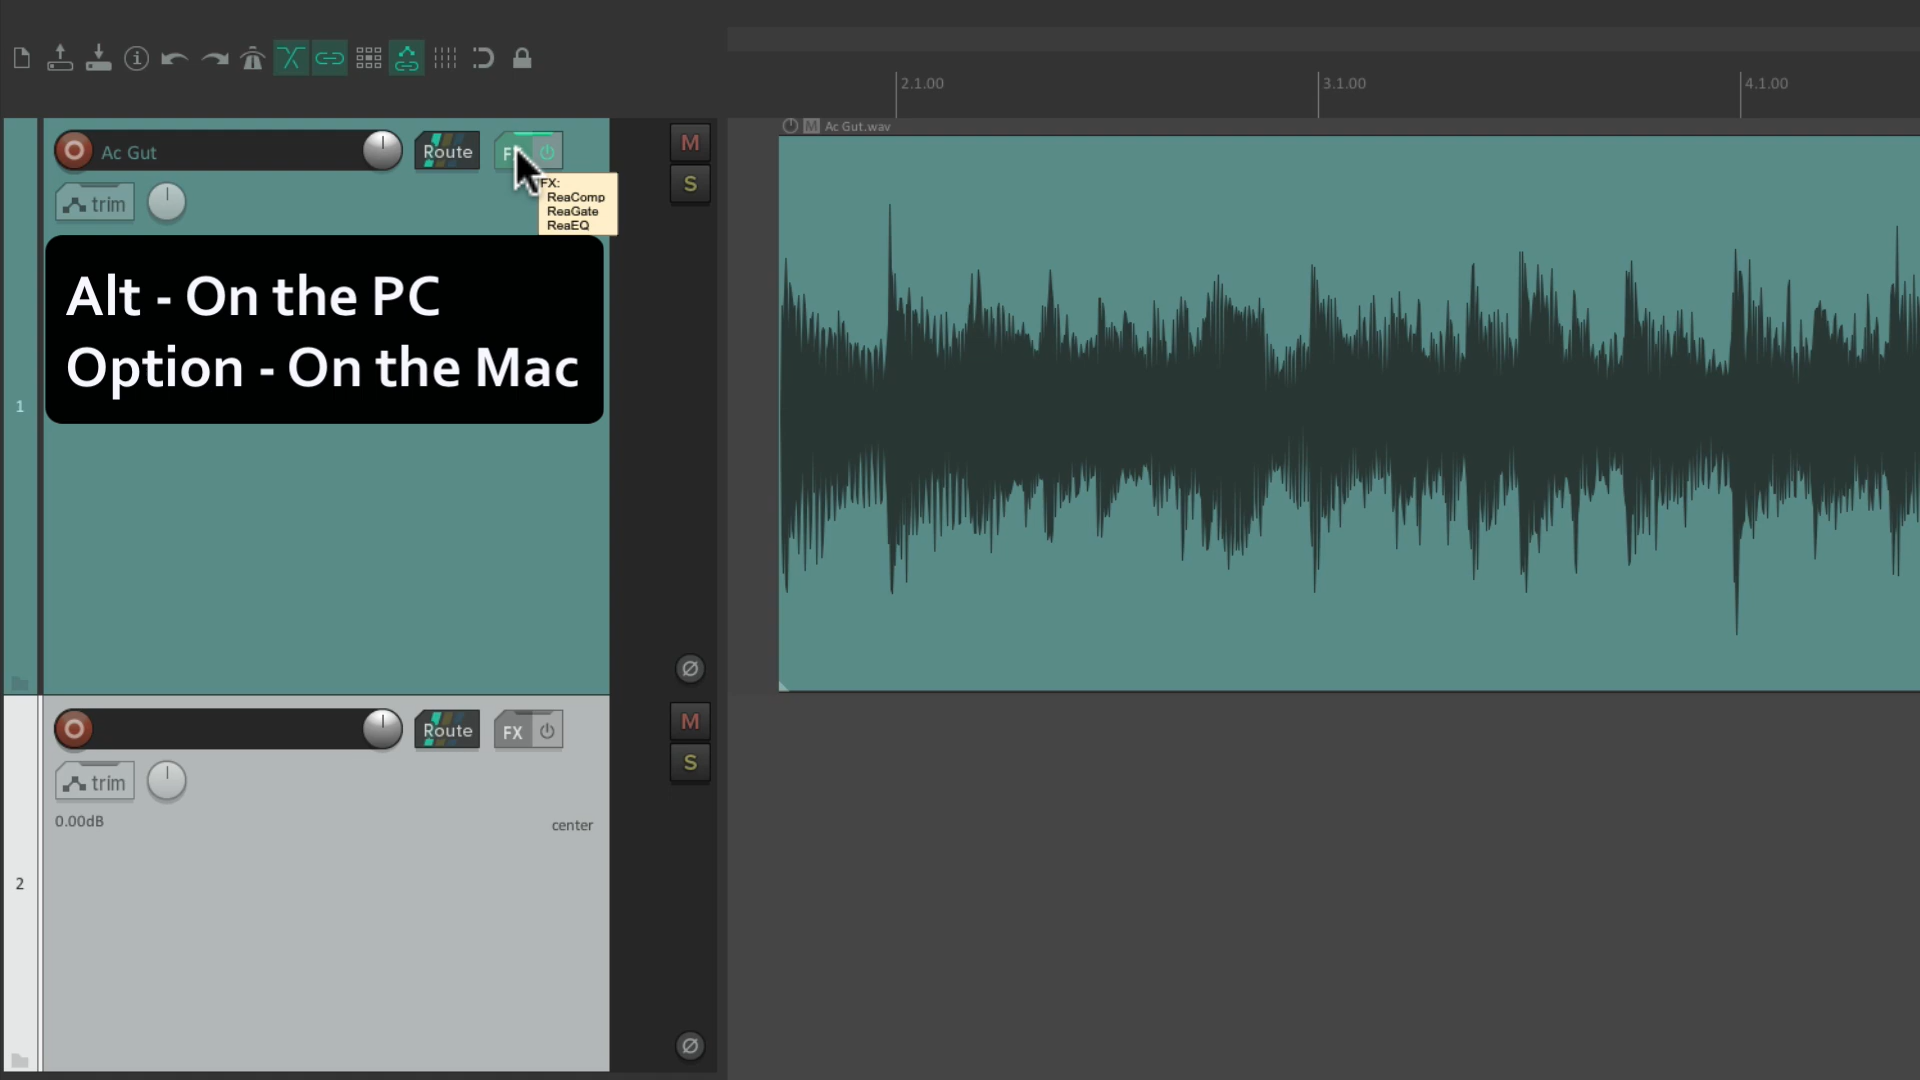 2.1.00
3.1.00
4.1.00
M Ac Gut.wav
Ac Gut
Route
M
FX:
ReaComp
ReaGate
ReaEQ
S
trim
Alt - On the PC
Option - On the Mac
1
Route
FX
M
trim
S
0.00dB
center
2